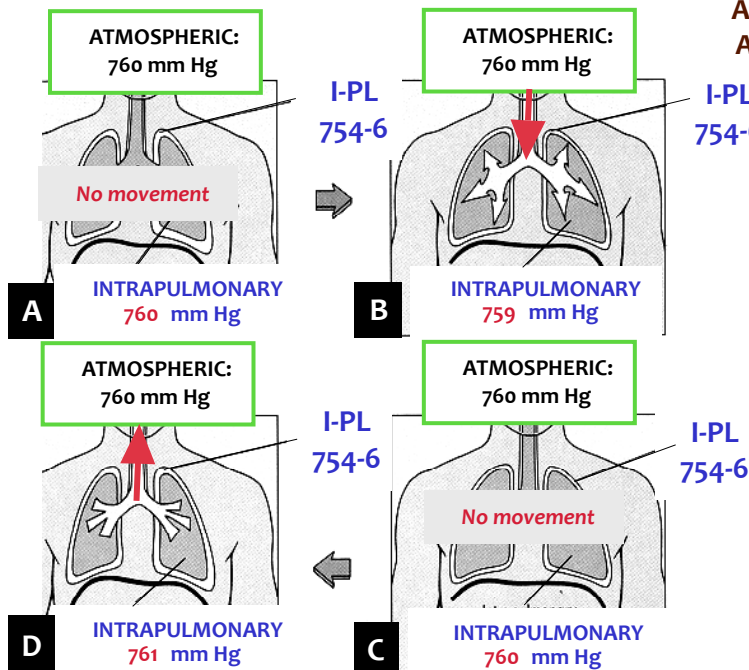 ATMOSPHERIC:
760 mm Hg
I-PL
754-6
No movement
A
INTRAPULMONARY
760 mm Hg
A
A
ATMOSPHERIC:
760 mm Hg
I-PL
754-
B
INTRAPULMONARY
759 mm Hg
ATMOSPHERIC:
760 mm Hg
I-PL
754-6
D
INTRAPULMONARY
761 mm Hg
ATMOSPHERIC:
760 mm Hg
I-PL
754-6
No movement
C
INTRAPULMONARY
760 mm Hg